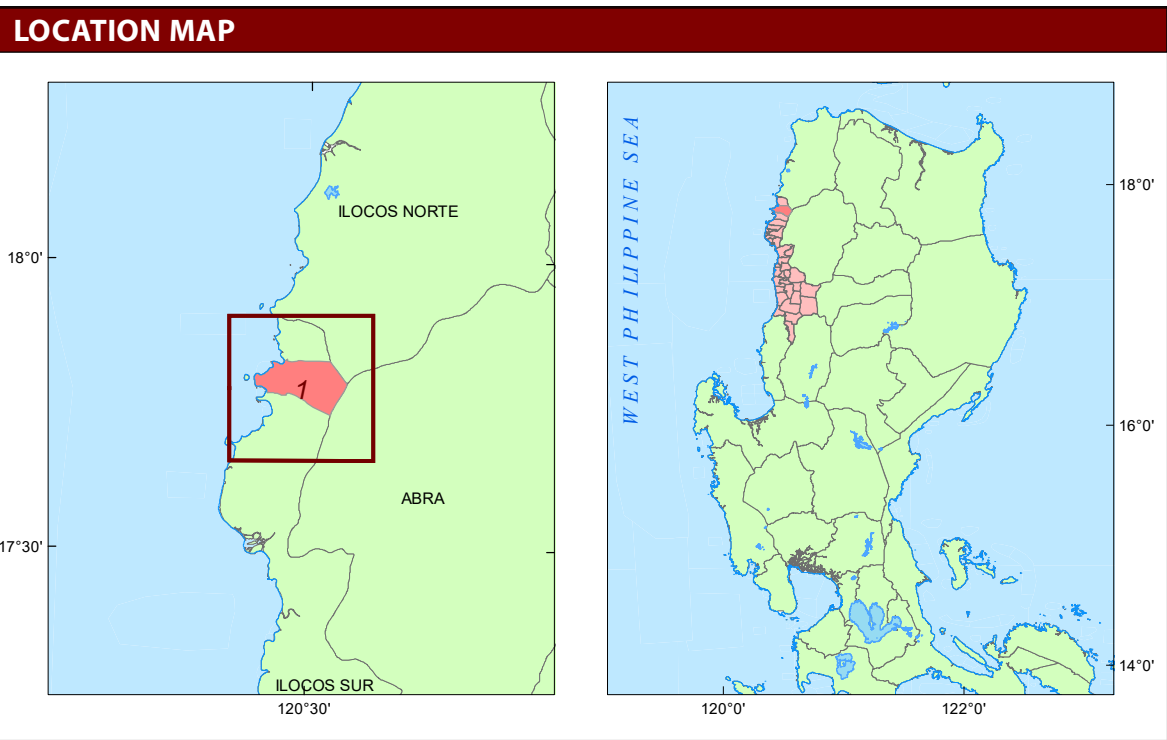 LOCATION MAP
ILOCOS NORTE
18°0'
1
ABRA
17°30'
ILOCOS SUR
120°30'
WEST PHILIPPINE SEA
18°0'
16°0'
14°0'
120°0'
122°0'